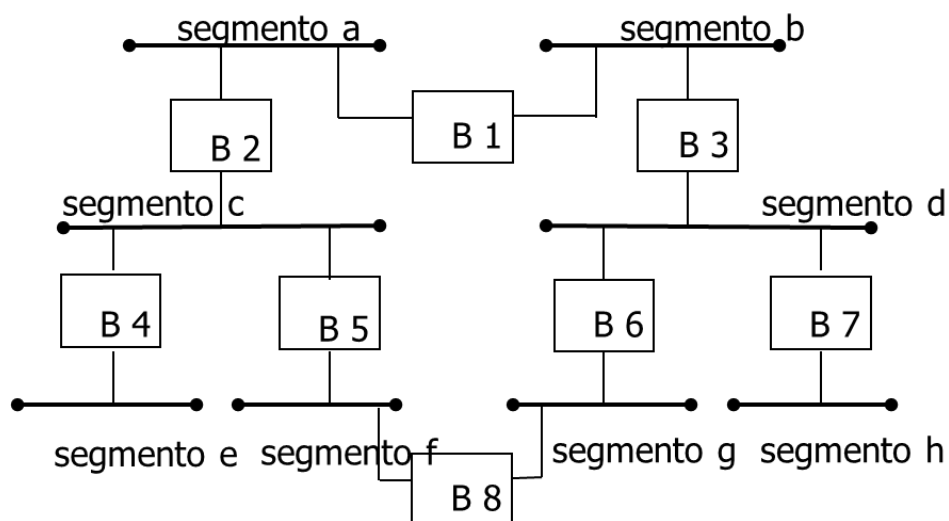 segmento a
segmento b
B 1
B 2
B 3
segmento c
segmento d
B 4
B 5
B 6
B 7
segmento e
segmento f
segmento g
segmento h
B 8